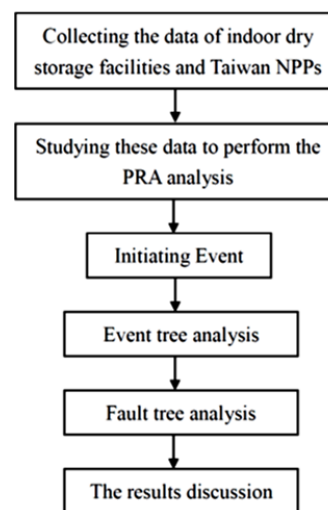 Collecting the data of indoor dry
storage facilities and Taiwan NPPs
Studying these data to perform the
PRA analysis
Initiating Event
Event tree analysis
Fault tree analysis
The results discussion